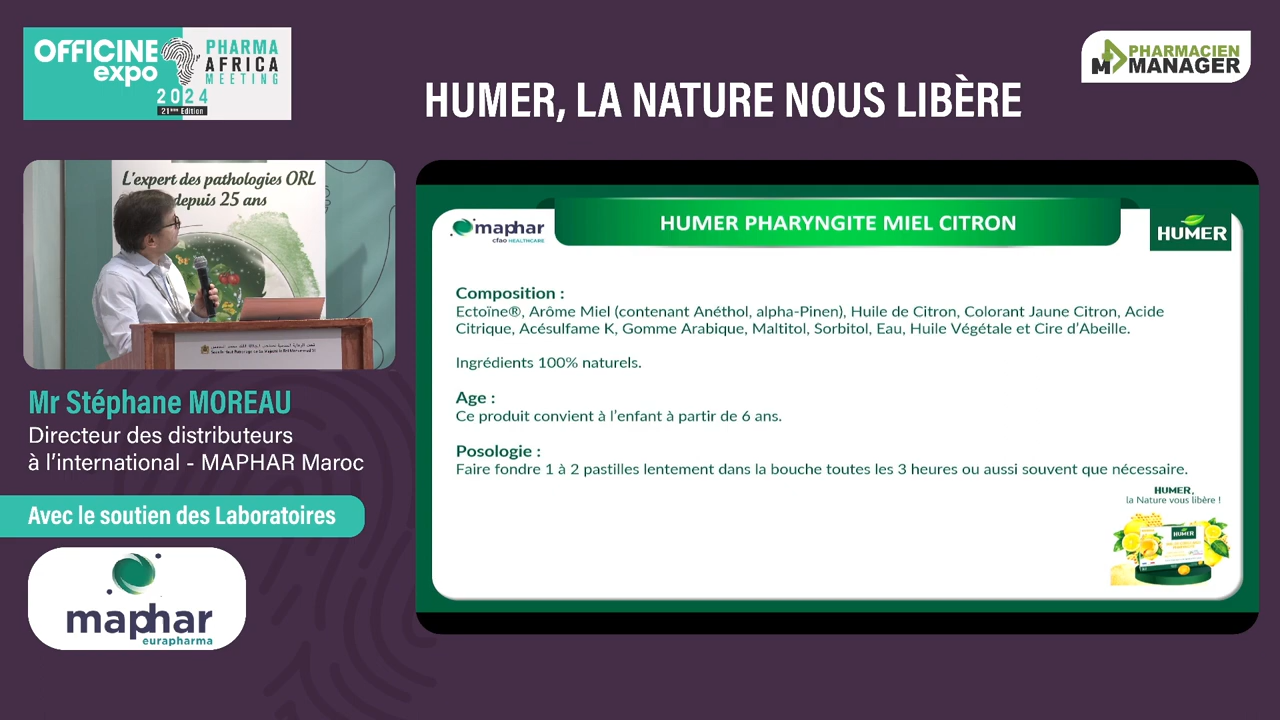 OFFICINE
expo
PHARMA
AFRICA
MEETING
2024
21ème Edition
PHARMACIEN
MANAGER
HUMER, LA NATURE NOUS LIBÈRE
L'expert des pathologies ORL
depuis 25 ans
maphar
cfao HEALTHCARE
HUMER PHARYNGITE MIEL CITRON
HUMER
Composition :
Ectoïne®, Arôme Miel (contenant Anéthol, alpha-Pinen), Huile de Citron, Colorant Jaune Citron, Acide
Citrique, Acésulfame K, Gomme Arabique, Maltitol, Sorbitol, Eau, Huile Végétale et Cire d’Abeille.
Ingrédients 100% naturels.
Age :
Ce produit convient à l’enfant à partir de 6 ans.
Posologie :
Faire fondre 1 à 2 pastilles lentement dans la bouche toutes les 3 heures ou aussi souvent que nécessaire.
HUMER,
la Nature vous libère !
HUMER
Mr Stéphane MOREAU
Directeur des distributeurs
à l’international - MAPHAR Maroc
Avec le soutien des Laboratoires
maphar
eurapharma